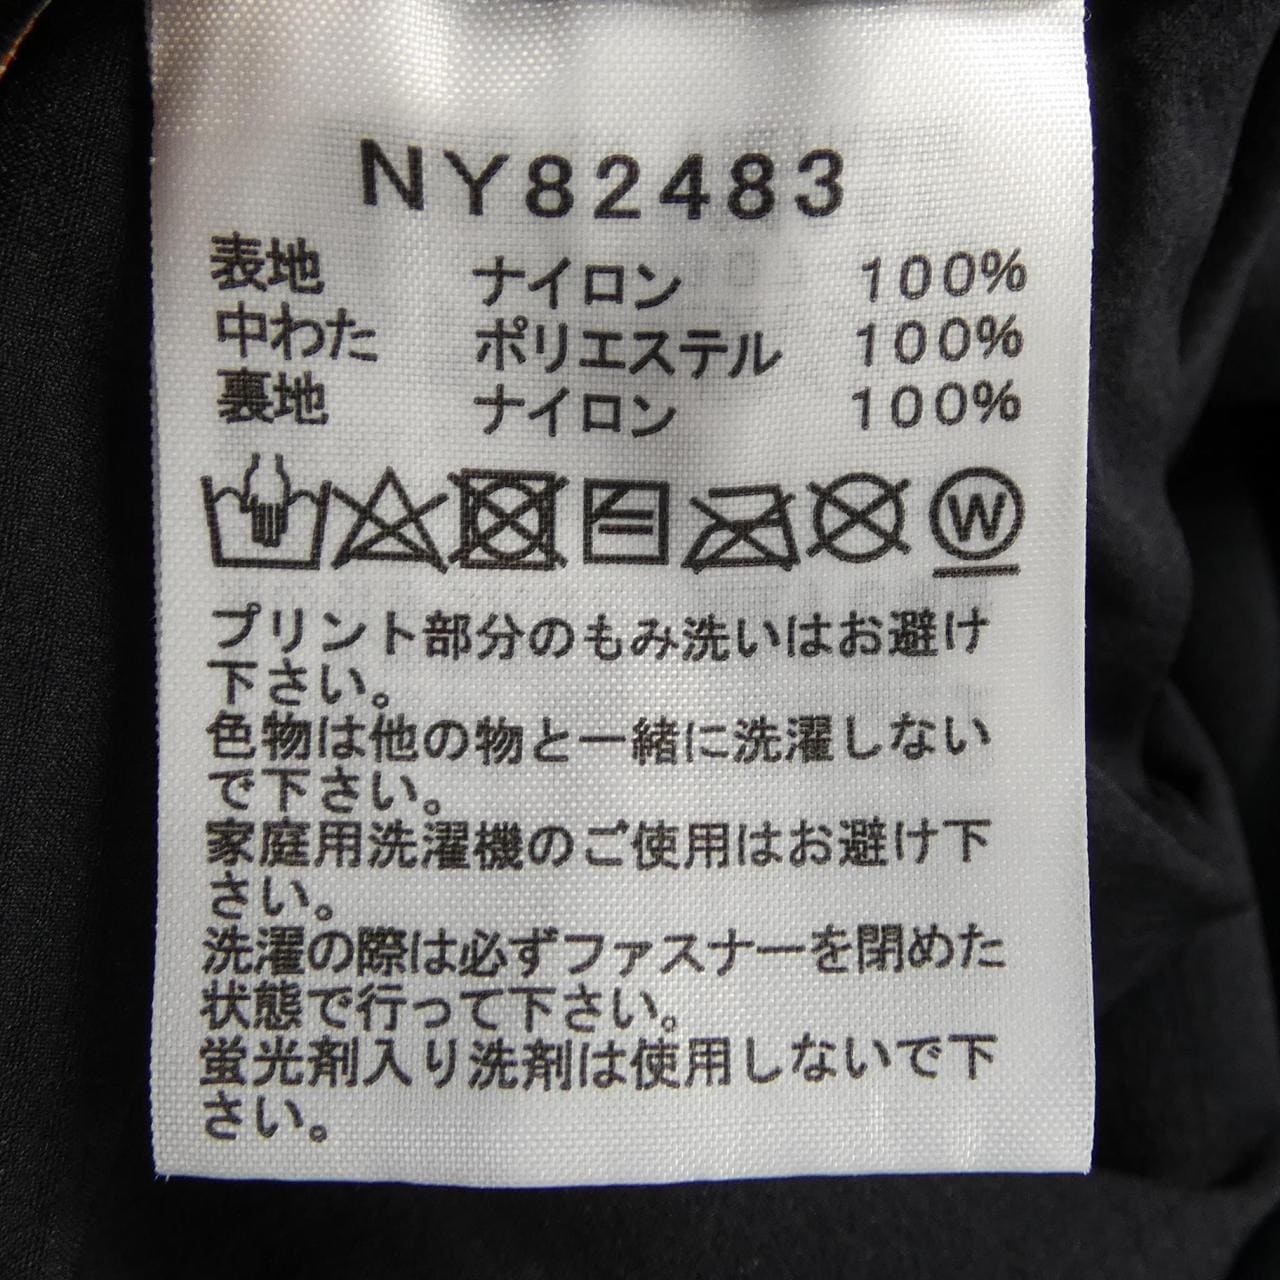 NY82483
表地 ナイロン 100%
中わた ポリエステル 100%
裏地 ナイロン 100%
W
プリント部分のもみ洗いはお避け
下さい。
色物は他の物と一緒に洗濯しない
で下さい。
家庭用洗濯機のご使用はお避け下
さい。
洗濯の際は必ずファスナーを閉めた
状態で行って下さい。
蛍光剤入り洗剤は使用しないで下
さい。